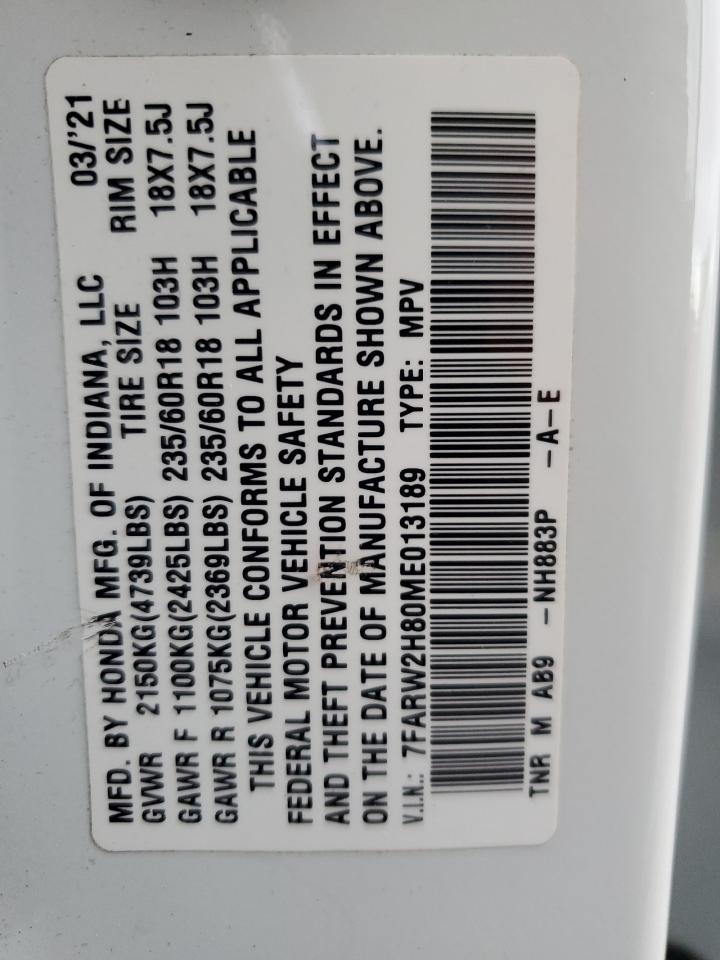 MFD. BY HONDA MFG. OF INDIANA, LLC 03/'21
GVWR 2150KG(4739LBS) TIRE SIZE RIM SIZE
GAWR F 1100KG(2425LBS) 235/60R18 103H 18X7.5J
GAWR R 1075KG(2369LBS) 235/60R18 103H 18X7.5J
THIS VEHICLE CONFORMS TO ALL APPLICABLE
FEDERAL MOTOR VEHICLE SAFETY
AND THEFT PREVENTION STANDARDS IN EFFECT
ON THE DATE OF MANUFACTURE SHOWN ABOVE.
V.I.N.: 7FARW2H80ME013189 TYPE: MPV
TNR M AB9 -NH883P -A-E